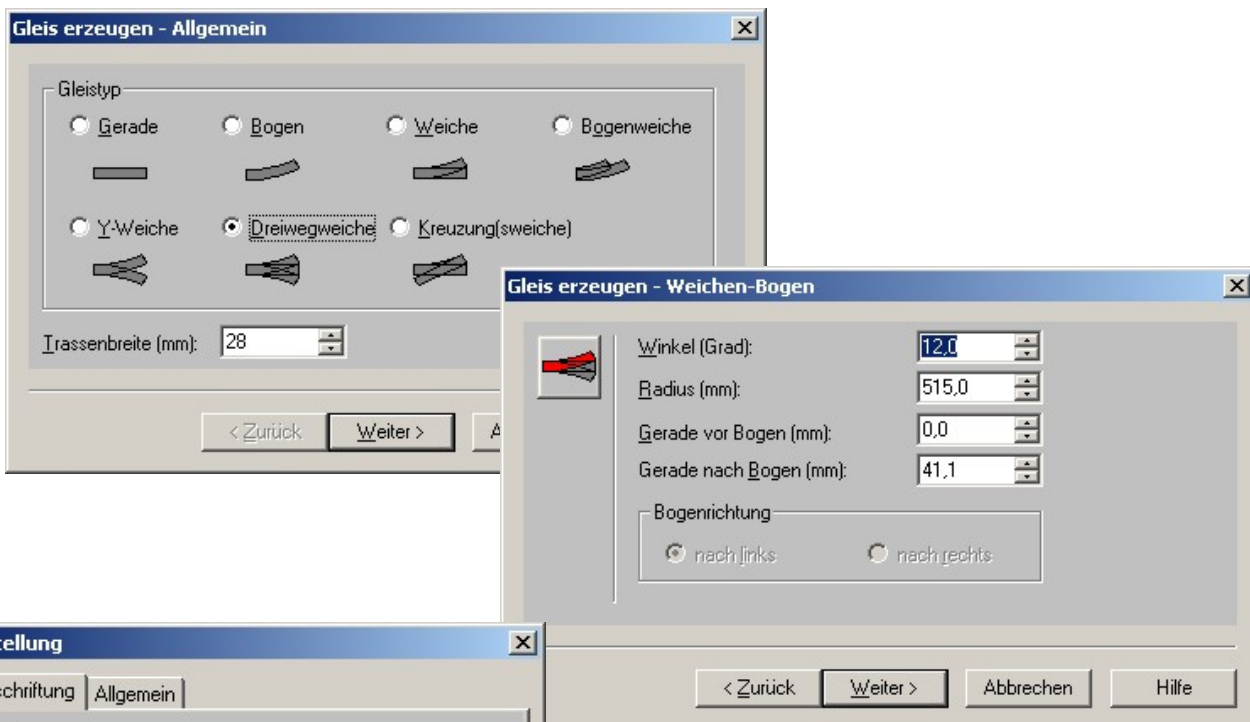 Gleis erzeugen - Allgemein
Gleistyp
Gerade
Bogen
Weiche
Bogenweiche
Y-Weiche
Dreiwegweiche
Kreuzung(sweiche)
Trassenbreite (mm): 28
< Zurück Weiter > A
Gleis erzeugen - Weichen-Bogen
Winkel (Grad): 12,0
Radius (mm): 515,0
Gerade vor Bogen (mm): 0,0
Gerade nach Bogen (mm): 41,1
Bogenrichtung
nach links nach rechts
< Zurück Weiter > Abbrechen Hilfe
tellung
chriftung Allgemein